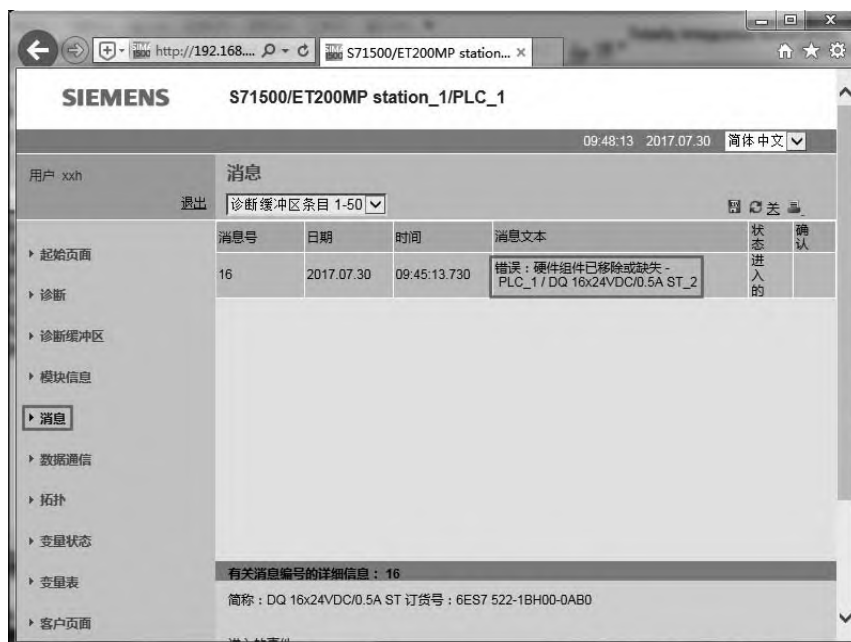 http://192.168....
S71500/ET200MP station...
SIEMENS
S71500/ET200MP station_1/PLC_1
09:48:13 2017.07.30 简体中文
用户 xxh
退出
消息
诊断缓冲区条目 1-50
关
消息号 日期 时间 消息文本 状态 确认
16 2017.07.30 09:45:13.730 错误：硬件组件已移除或缺失 - 进入的
PLC_1 / DQ 16x24VDC/0.5A ST_2
起始页面
诊断
诊断缓冲区
模块信息
消息
数据通信
拓扑
变量状态
变量表
客户页面
有关消息编号的详细信息： 16
简称：DQ 16x24VDC/0.5A ST 订货号：6ES7 522-1BH00-0AB0